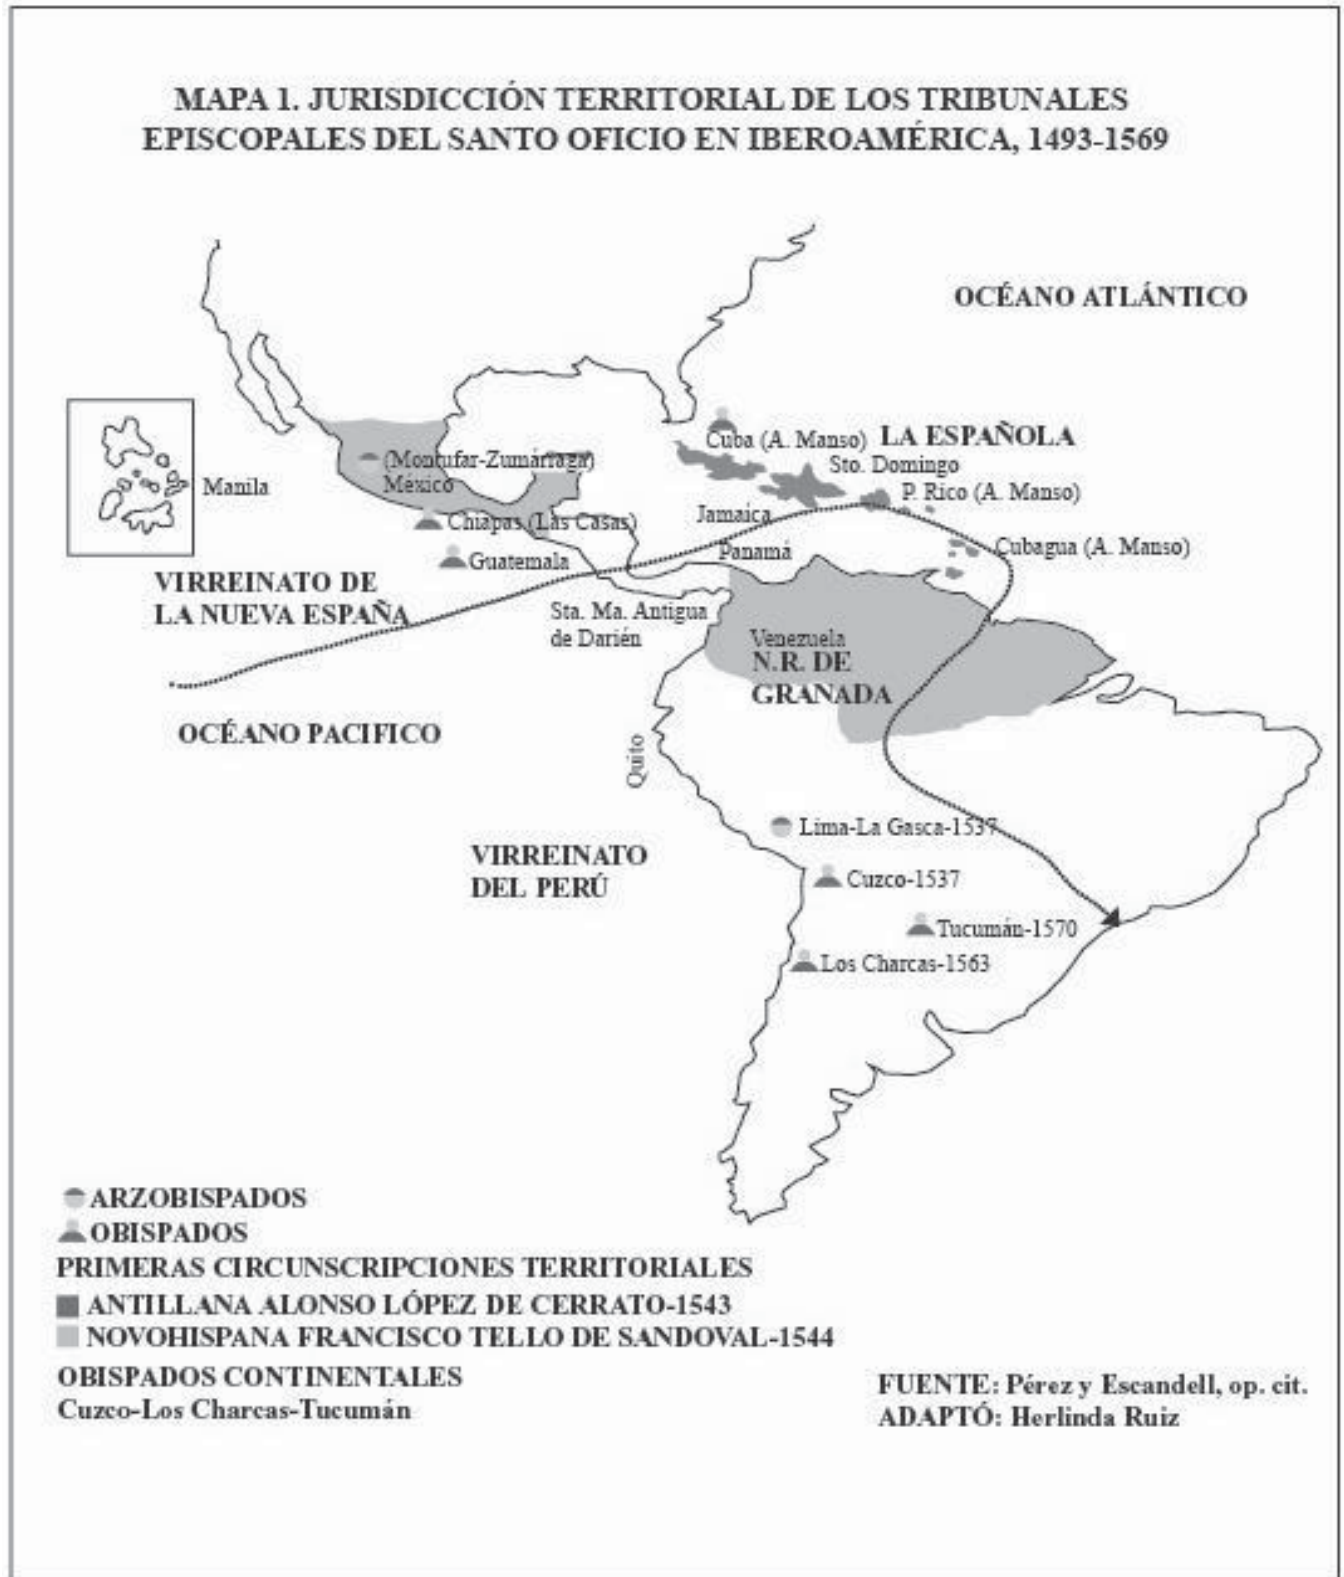 MAPA 1. JURISDICCIÓN TERRITORIAL DE LOS TRIBUNALES
EPISCOPALES DEL SANTO OFICIO EN IBEROAMÉRICA, 1493-1569
OCÉANO ATLÁNTICO
Cuba (A. Manso)
LA ESPAÑOLA
Sto. Domingo
P. Rico (A. Manso)
(Montufar-Zumárraga)
México
Manila
Jamaíca
Chiapas (Las Casas)
Panamá
Cubagua (A. Manso)
Guatemala
VIRREINATO DE
LA NUEVA ESPAÑA
Sta. Ma. Antigua
de Darién
Venezuela
N.R. DE
GRANADA
OCÉANO PACIFICO
Quito
Lima-La Gasca-1537
VIRREINATO
DEL PERÚ
Cuzco-1537
Tucumán-1570
Los Charcas-1563
ARZOBISPADOS
OBISPADOS
PRIMERAS CIRCUNSCRIPCIONES TERRITORIALES
ANTILLANA ALONSO LÓPEZ DE CERRATO-1543
NOVOHISPANA FRANCISCO TELLO DE SANDOVAL-1544
OBISPADOS CONTINENTALES
Cuzco-Los Charcas-Tucumán
FUENTE: Pérez y Escandell, op. cit.
ADAPTÓ: Herlinda Ruiz